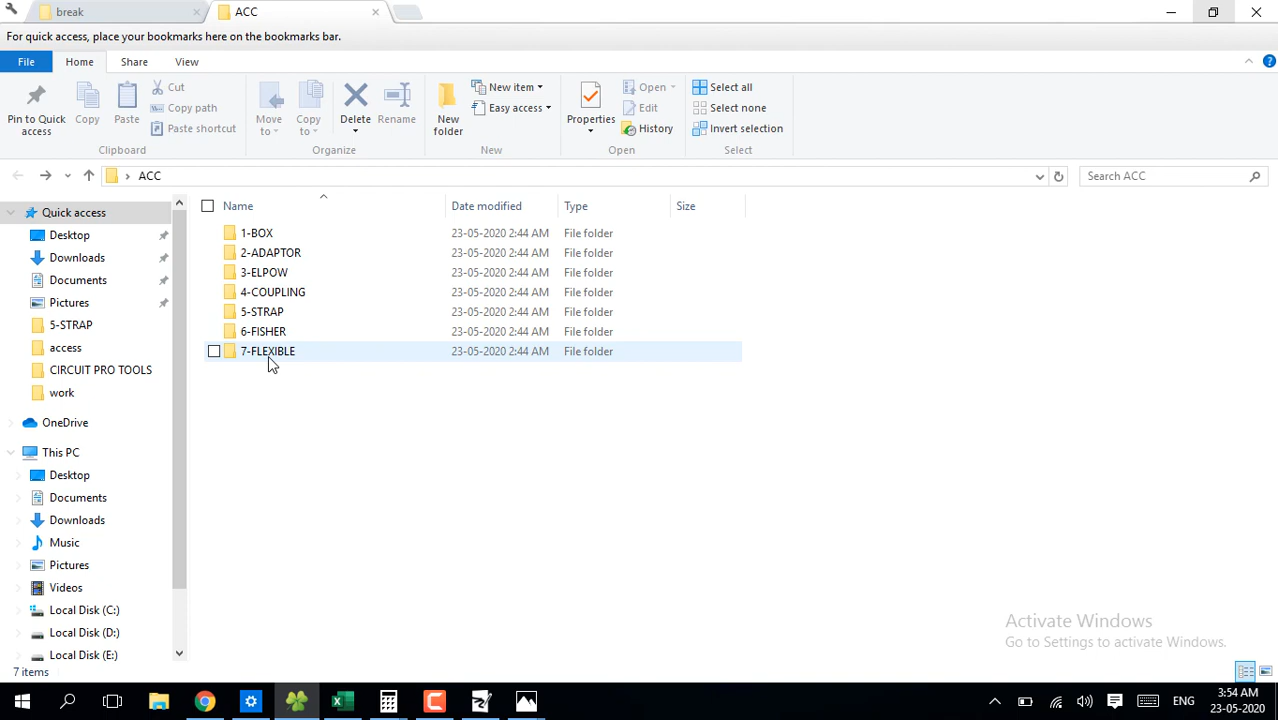 break
ACC
For quick access, place your bookmarks here on the bookmarks bar.
File Home Share View
Pin to Quick access
Copy
Paste
Cut
Copy path
Paste shortcut
Clipboard
Move to
Copy to
Delete
Rename
Organize
New folder
New item
Easy access
New
Properties
Open
Edit
History
Open
Select all
Select none
Invert selection
Select
ACC
Search ACC
Name Date modified Type Size
1-BOX 23-05-2020 2:44 AM File folder
2-ADAPTOR 23-05-2020 2:44 AM File folder
3-ELPOW 23-05-2020 2:44 AM File folder
4-COUPLING 23-05-2020 2:44 AM File folder
5-STRAP 23-05-2020 2:44 AM File folder
6-FISHER 23-05-2020 2:44 AM File folder
7-FLEXIBLE 23-05-2020 2:44 AM File folder
Quick access
Desktop
Downloads
Documents
Pictures
5-STRAP
access
CIRCUIT PRO TOOLS
work
OneDrive
This PC
Desktop
Documents
Downloads
Music
Pictures
Videos
Local Disk (C:)
Local Disk (D:)
Local Disk (E:)
7 items
Activate Windows
Go to Settings to activate Windows.
ENG
3:54 AM
23-05-2020